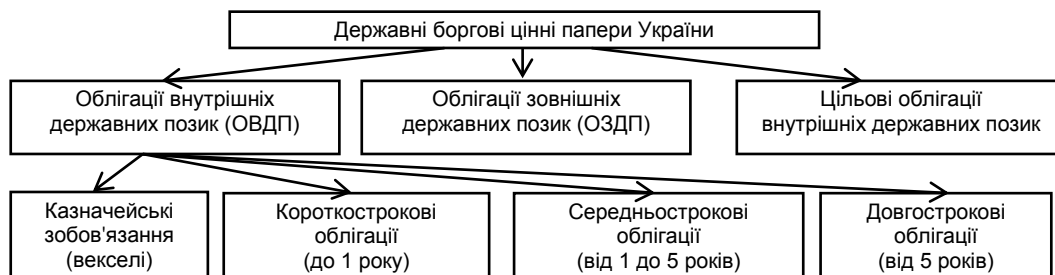 Державні боргові цінні папери України
Облігації внутрішніх
державних позик (ОВДП)
Облігації зовнішніх
державних позик (ОЗДП)
Цільові облігації
внутрішніх державних позик
Казначейські
зобов'язання
(векселі)
Короткострокові
облігації
(до 1 року)
Середньострокові
облігації
(від 1 до 5 років)
Довгострокові
облігації
(від 5 років)